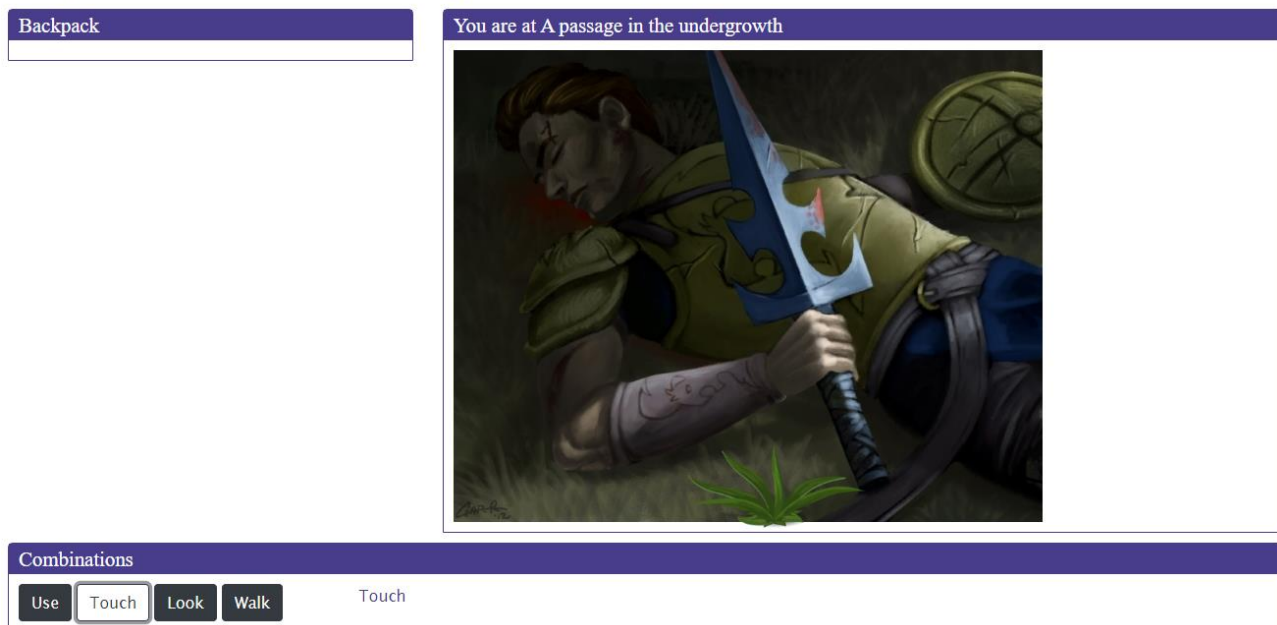 Backpack
You are at A passage in the undergrowth
Combinations
Use
Touch
Look
Walk
Touch